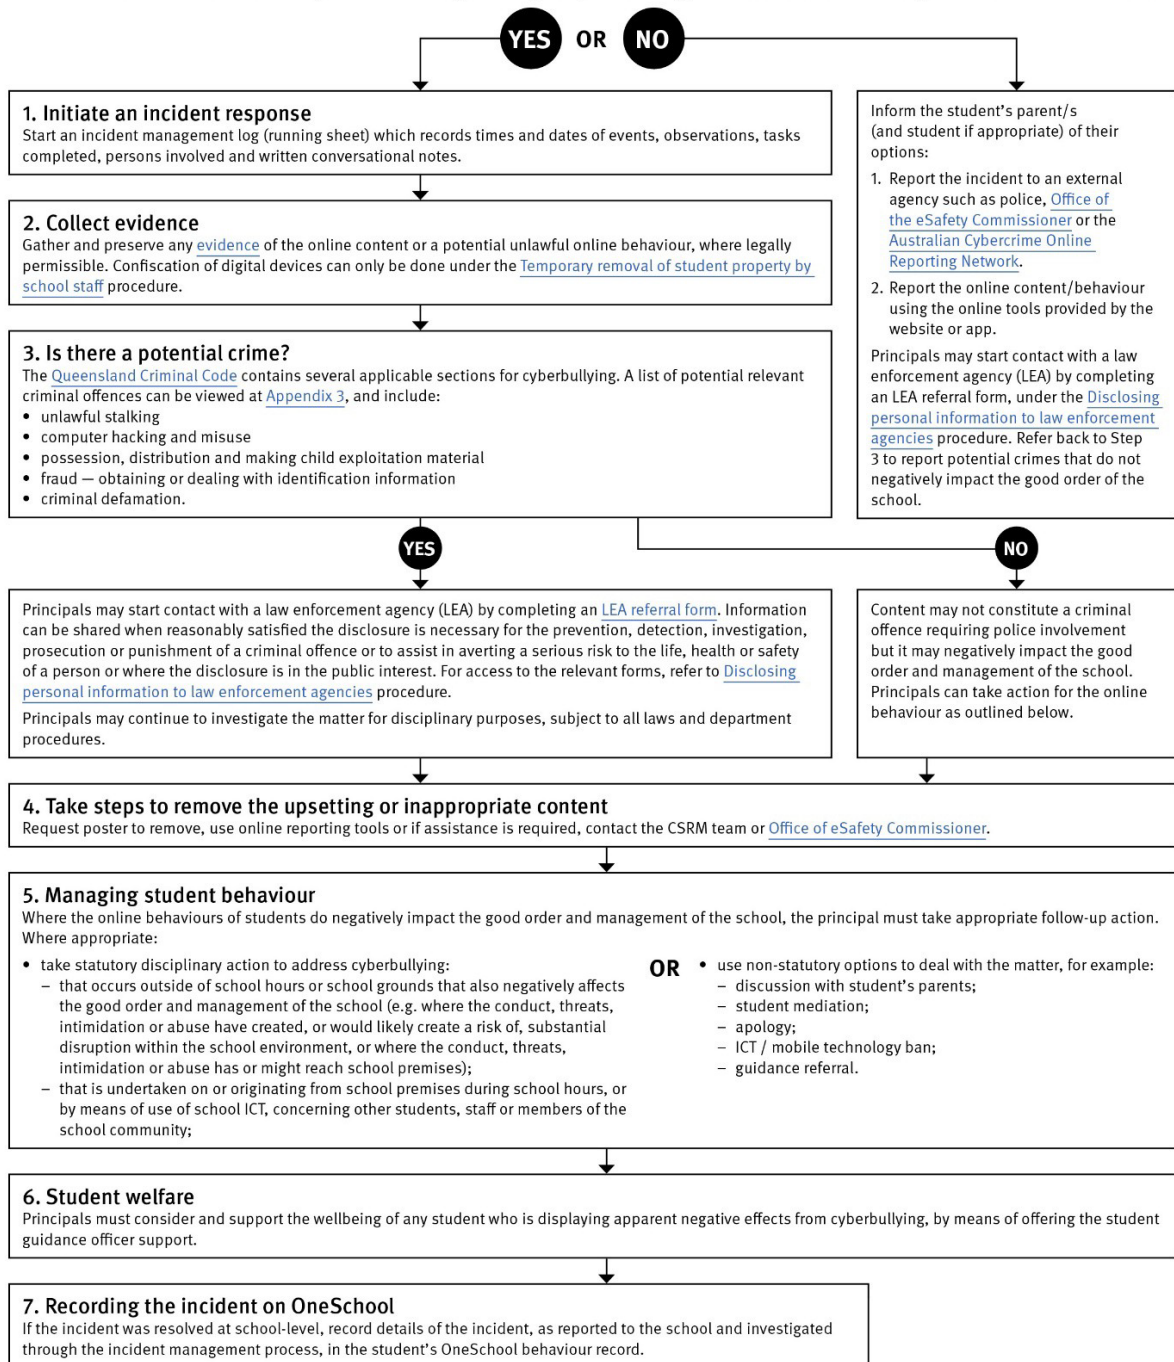 YES OR NO
1. Initiate an incident response
Start an incident management log (running sheet) which records times and dates of events, observations, tasks
completed, persons involved and written conversational notes.
2. Collect evidence
Gather and preserve any evidence of the online content or a potential unlawful online behaviour, where legally
permissible. Confiscation of digital devices can only be done under the Temporary removal of student property by
school staff procedure.
3. Is there a potential crime?
The Queensland Criminal Code contains several applicable sections for cyberbullying. A list of potential relevant
criminal offences can be viewed at Appendix 3, and include:
• unlawful stalking
• computer hacking and misuse
• possession, distribution and making child exploitation material
• fraud — obtaining or dealing with identification information
• criminal defamation.
Inform the student's parent/s
(and student if appropriate) of their
options:
1. Report the incident to an external
agency such as police, Office of
the eSafety Commissioner or the
Australian Cybercrime Online
Reporting Network.
2. Report the online content/behaviour
using the online tools provided by the
website or app.
Principals may start contact with a law
enforcement agency (LEA) by completing
an LEA referral form, under the Disclosing
personal information to law enforcement
agencies procedure. Refer back to Step
3 to report potential crimes that do not
negatively impact the good order of the
school.
YES
NO
Principals may start contact with a law enforcement agency (LEA) by completing an LEA referral form. Information
can be shared when reasonably satisfied the disclosure is necessary for the prevention, detection, investigation,
prosecution or punishment of a criminal offence or to assist in averting a serious risk to the life, health or safety
of a person or where the disclosure is in the public interest. For access to the relevant forms, refer to Disclosing
personal information to law enforcement agencies procedure.
Principals may continue to investigate the matter for disciplinary purposes, subject to all laws and department
procedures.
Content may not constitute a criminal
offence requiring police involvement
but it may negatively impact the good
order and management of the school.
Principals can take action for the online
behaviour as outlined below.
4. Take steps to remove the upsetting or inappropriate content
Request poster to remove, use online reporting tools or if assistance is required, contact the CSRM team or Office of eSafety Commissioner.
5. Managing student behaviour
Where the online behaviours of students do negatively impact the good order and management of the school, the principal must take appropriate follow-up action.
Where appropriate:
• take statutory disciplinary action to address cyberbullying:
– that occurs outside of school hours or school grounds that also negatively affects
the good order and management of the school (e.g. where the conduct, threats,
intimidation or abuse have created, or would likely create a risk of, substantial
disruption within the school environment, or where the conduct, threats,
intimidation or abuse has or might reach school premises);
– that is undertaken on or originating from school premises during school hours, or
by means of use of school ICT, concerning other students, staff or members of the
school community;
OR
• use non-statutory options to deal with the matter, for example:
– discussion with student's parents;
– student mediation;
– apology;
– ICT / mobile technology ban;
– guidance referral.
6. Student welfare
Principals must consider and support the wellbeing of any student who is displaying apparent negative effects from cyberbullying, by means of offering the student
guidance officer support.
7. Recording the incident on OneSchool
If the incident was resolved at school-level, record details of the incident, as reported to the school and investigated
through the incident management process, in the student's OneSchool behaviour record.